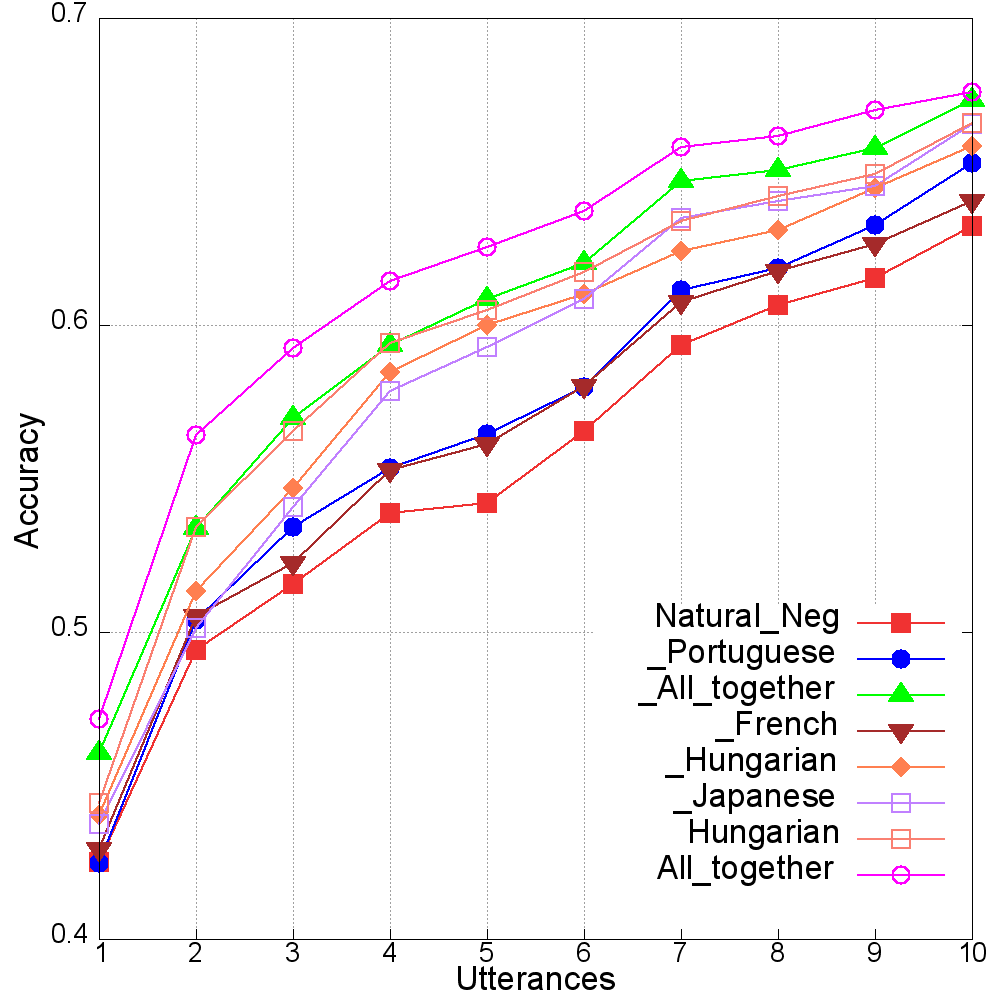 0.7
0.6
0.5
0.4
Accuracy
Natural_Neg
_Portuguese
_All_together
_French
_Hungarian
_Japanese
Hungarian
All_together
1 2 3 4 5 6 7 8 9 10
Utterances